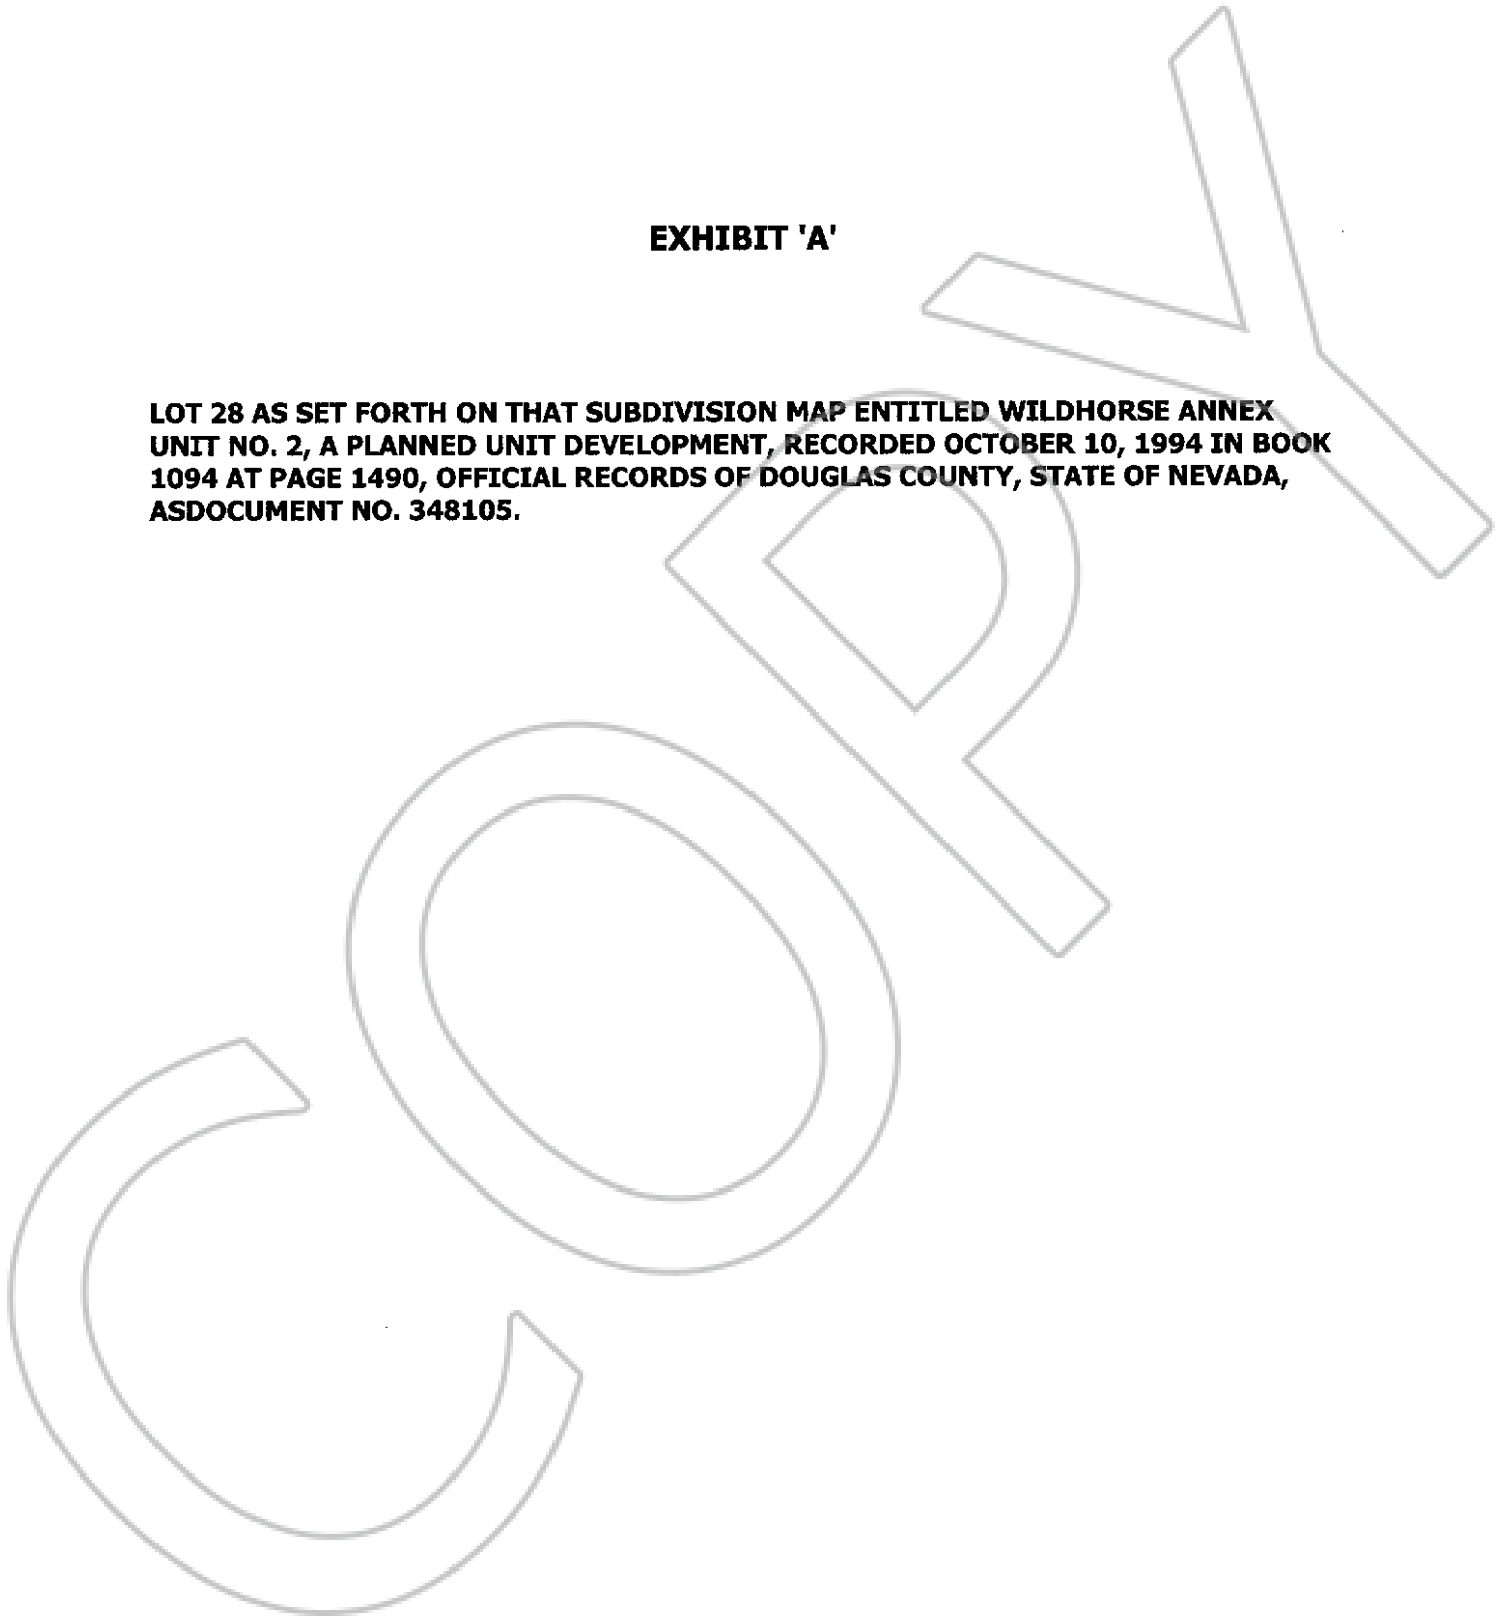 EXHIBIT 'A'
LOT 28 AS SET FORTH ON THAT SUBDIVISION MAP ENTITLED WILDHORSE ANNEX
UNIT NO. 2, A PLANNED UNIT DEVELOPMENT, RECORDED OCTOBER 10, 1994 IN BOOK
1094 AT PAGE 1490, OFFICIAL RECORDS OF DOUGLAS COUNTY, STATE OF NEVADA,
ASDOCUMENT NO. 348105.
COPY